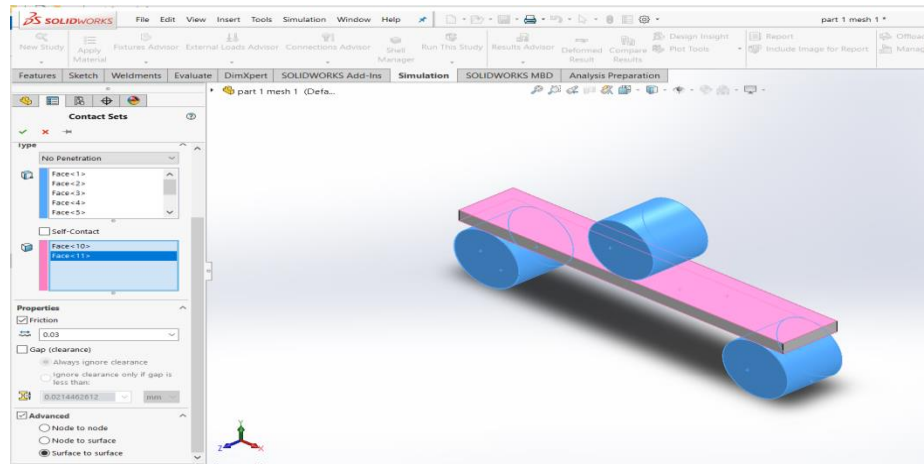 SOLIDWORKS File Edit View Insert Tools Simulation Window Help part 1 mesh 1 *
New Study Apply Material Fixtures Advisor External Loads Advisor Connections Advisor Shell Manager Run This Study Results Advisor Deformed Result Compare Results Design Insight Plot Tools Report Include Image for Report Offloa Manag
Features Sketch Weldments Evaluate DimXpert SOLIDWORKS Add-Ins Simulation SOLIDWORKS MBD Analysis Preparation
part 1 mesh 1 (Defa...
Contact Sets
Type
No Penetration
Face<1>
Face<2>
Face<3>
Face<4>
Face<5>
Self-Contact
Face<10>
Face<11>
Properties
Friction
0.03
Gap (clearance)
Always ignore clearance
Ignore clearance only if gap is
less than:
0.0214462612 mm
Advanced
Node to node
Node to surface
Surface to surface
Y
Z X